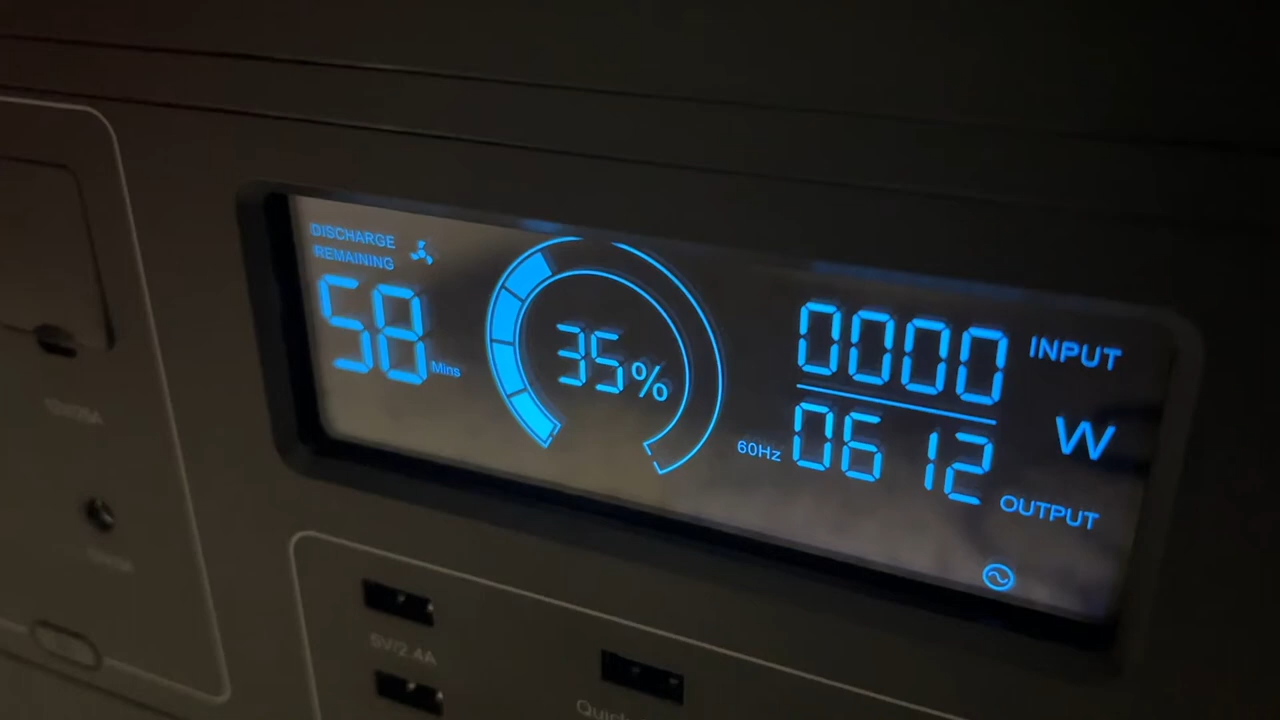 DISCHARGE
REMAINING
58 Mins
35%
0000 INPUT
W
60Hz 0612
OUTPUT
5V/2.4A